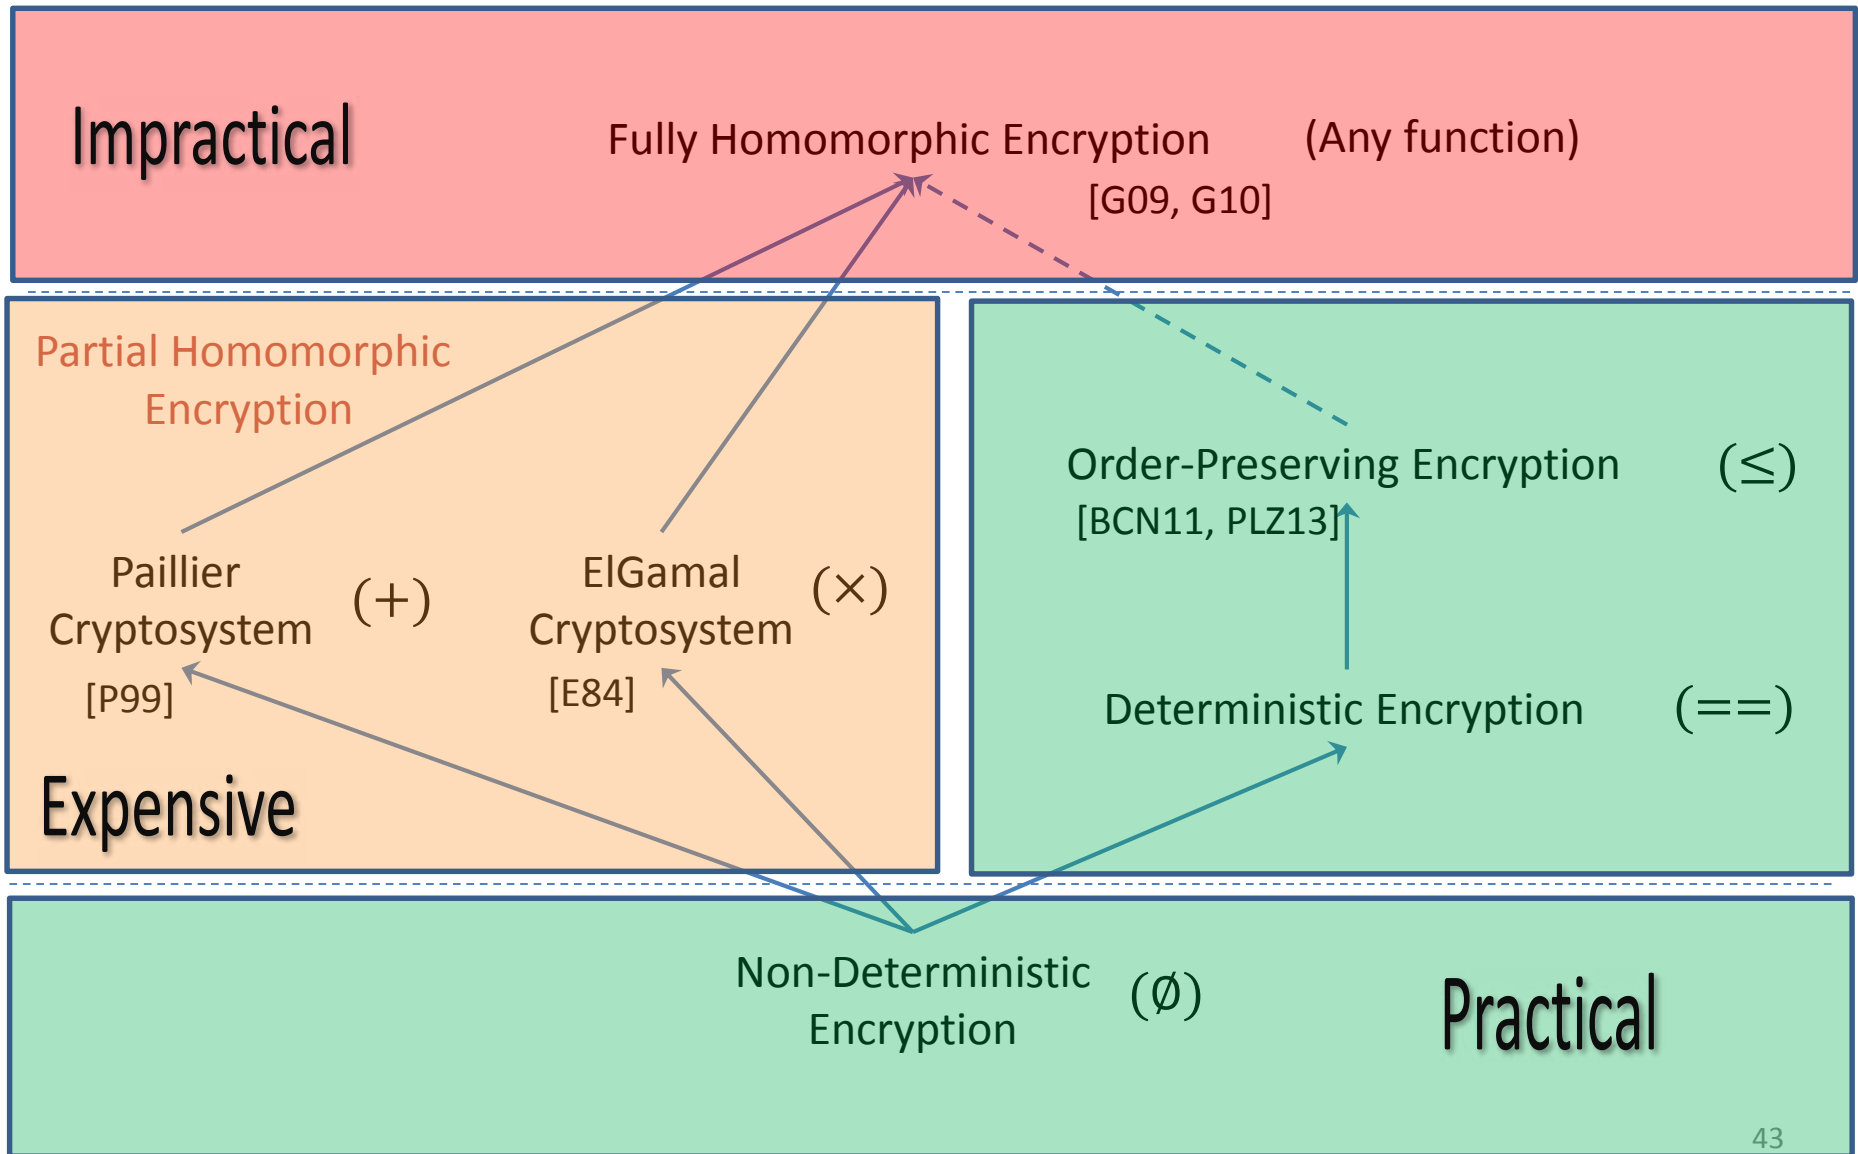 Impractical
Fully Homomorphic Encryption (Any function)
[G09, G10]
Partial Homomorphic
Encryption
Paillier
Cryptosystem (+)
[P99]
ElGamal
Cryptosystem (×)
[E84]
Expensive
Order-Preserving Encryption (≤)
[BCN11, PLZ13]
Deterministic Encryption (==)
Non-Deterministic
Encryption (∅)
Practical
43